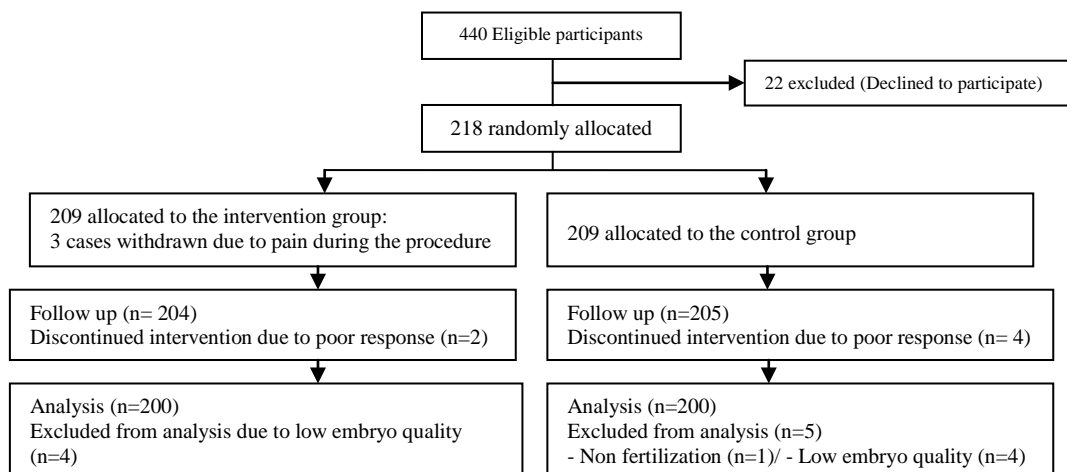 440 Eligible participants
22 excluded (Declined to participate)
218 randomly allocated
209 allocated to the intervention group:
3 cases withdrawn due to pain during the procedure
209 allocated to the control group
Follow up (n= 204)
Discontinued intervention due to poor response (n=2)
Follow up (n=205)
Discontinued intervention due to poor response (n= 4)
Analysis (n=200)
Excluded from analysis due to low embryo quality
(n=4)
Analysis (n=200)
Excluded from analysis (n=5)
- Non fertilization (n=1)/ - Low embryo quality (n=4)